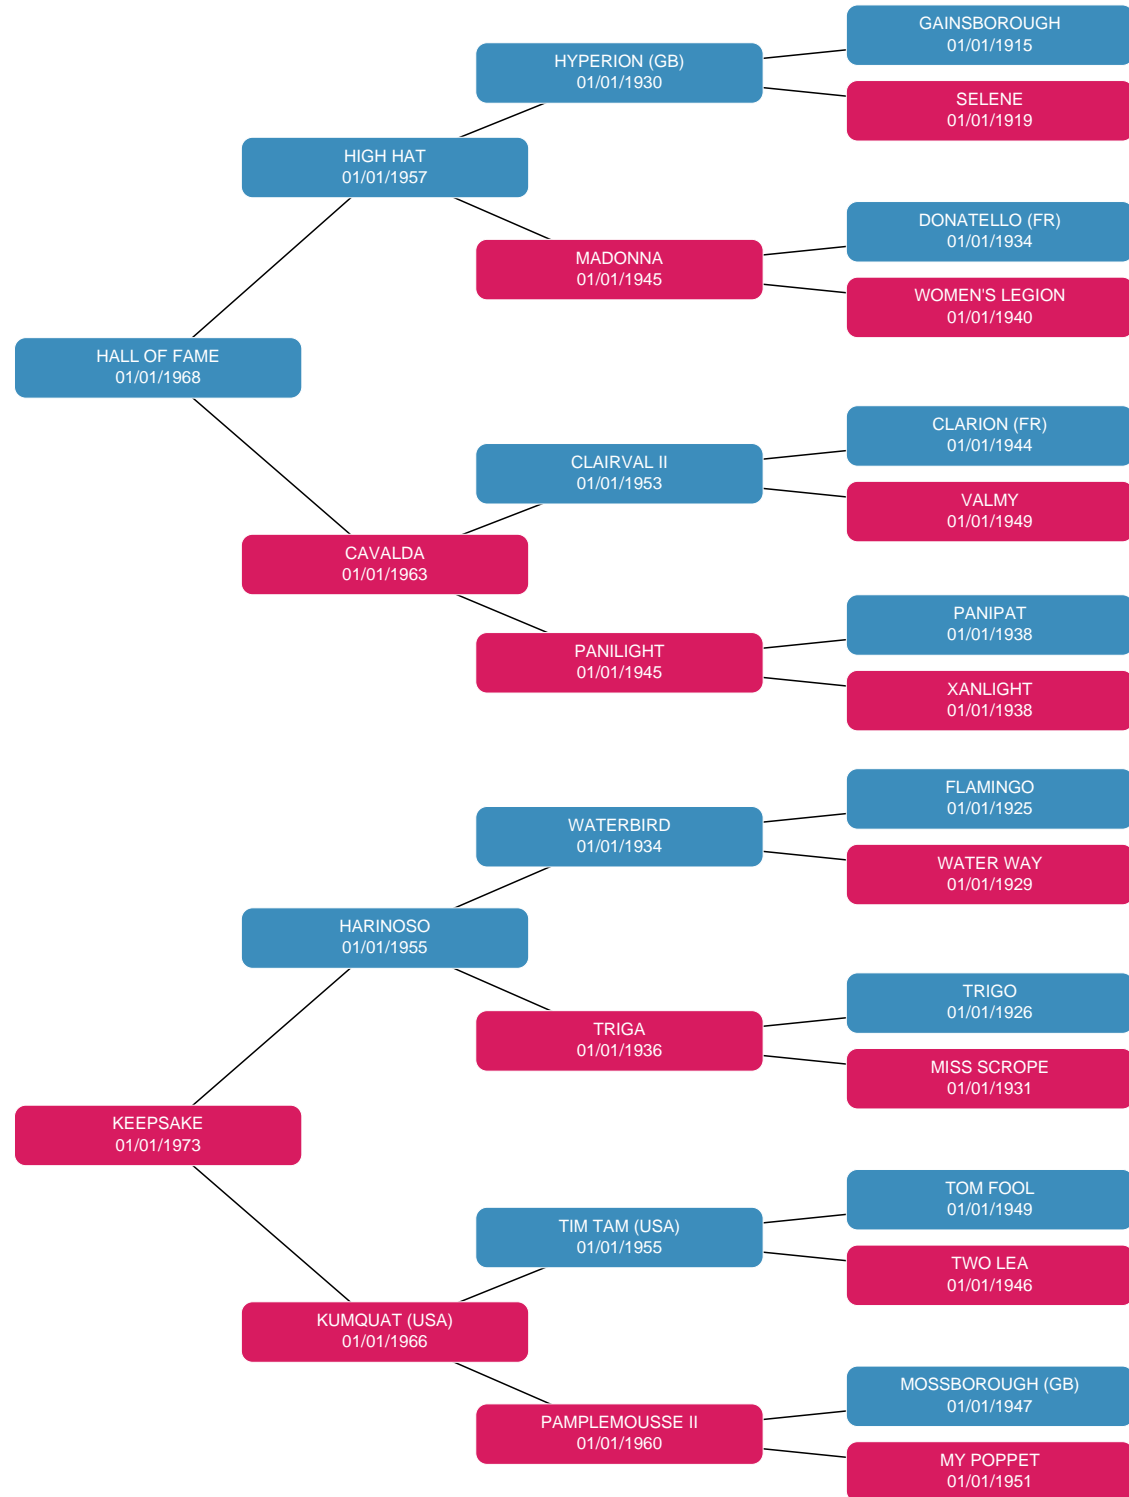 GAINSBOROUGH
01/01/1915
HYPERION (GB)
01/01/1930
SELENE
01/01/1919
HIGH HAT
01/01/1957
DONATELLO (FR)
01/01/1934
MADONNA
01/01/1945
WOMEN'S LEGION
01/01/1940
HALL OF FAME
01/01/1968
CLARION (FR)
01/01/1944
CLAIRVAL II
01/01/1953
VALMY
01/01/1949
CAVALDA
01/01/1963
PANIPAT
01/01/1938
PANILIGHT
01/01/1945
XANLIGHT
01/01/1938
FLAMINGO
01/01/1925
WATERBIRD
01/01/1934
WATER WAY
01/01/1929
HARINOSO
01/01/1955
TRIGO
01/01/1926
TRIGA
01/01/1936
MISS SCROPE
01/01/1931
KEEPSAKE
01/01/1973
TOM FOOL
01/01/1949
TIM TAM (USA)
01/01/1955
TWO LEA
01/01/1946
KUMQUAT (USA)
01/01/1966
MOSSBOROUGH (GB)
01/01/1947
PAMPLEMOUSSE II
01/01/1960
MY POPPET
01/01/1951